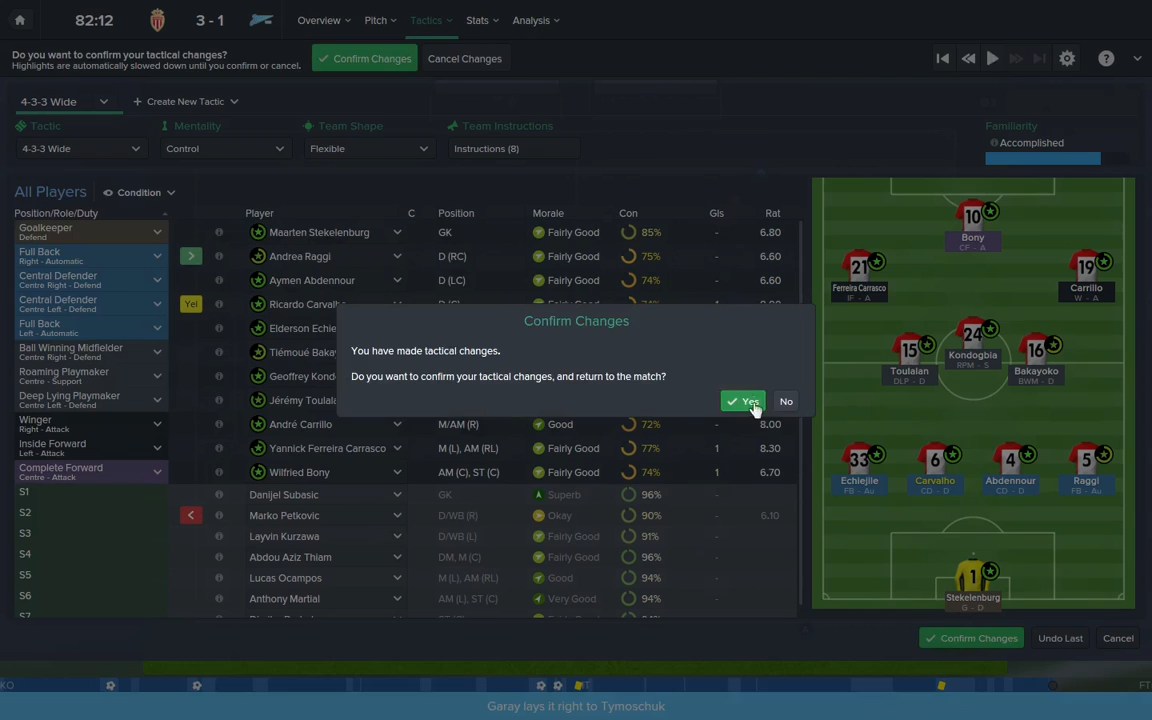 82:12 3 - 1 Overview Pitch Tactics Stats Analysis
Do you want to confirm your tactical changes?
Highlights are automatically slowed down until you confirm or cancel.
Confirm Changes Cancel Changes
4-3-3 Wide Create New Tactic
Tactic Mentality Team Shape Team Instructions Familiarity
4-3-3 Wide Control Flexible Instructions (8) Accomplished
All Players Condition
Position/Role/Duty Player C Position Morale Con Gls Rat
Goalkeeper
Defend
Maarten Stekelenburg GK Fairly Good 85% - 6.80
Full Back
Right - Automatic
Andrea Raggi D (RC) Fairly Good 75% - 6.60
Central Defender
Centre Right - Defend
Aymen Abdennour D (LC) Fairly Good 74% - 6.60
Central Defender
Centre Left - Defend
Yel Ricardo
Full Back
Left - Automatic
Elderson
Ball Winning Midfielder
Centre Right - Defend
Tiémoué
Roaming Playmaker
Centre - Support
Geoffrey
Deep Lying Playmaker
Centre Left - Defend
Jérémy
Winger
Right - Attack
André Carrillo M/AM (R) Good 72% - 8.00
Inside Forward
Left - Attack
Yannick Ferreira Carrasco M (L), AM (RL) Fairly Good 77% 1 8.30
Complete Forward
Centre - Attack
Wilfried Bony AM (C), ST (C) Fairly Good 74% 1 6.70
S1 Danijel Subasic GK Superb 96% -
S2 Marko Petkovic D/WB (R) Okay 90% - 6.10
S3 Layvin Kurzawa D/WB (L) Fairly Good 91% -
S4 Abdou Aziz Thiam DM, M (C) Fairly Good 96% -
S5 Lucas Ocampos M (L), AM (RL) Good 94% -
S6 Anthony Martial AM (L), ST (C) Very Good 94% -
S7
Confirm Changes
You have made tactical changes.
Do you want to confirm your tactical changes, and return to the match?
Yes No
10
Bony
CF - A
21 19
Ferreira Carrasco Carrillo
IF - A W - A
15 24 16
Toulalan Kondogbia Bakayoko
DLP - D RPM - S BWM - D
33 6 4 5
Echiejile Carvalho Abdennour Raggi
FB - Au CD - D CD - D FB - Au
1
Stekelenburg
G - D
Confirm Changes Undo Last Cancel
KO FT
Garay lays it right to Tymoschuk